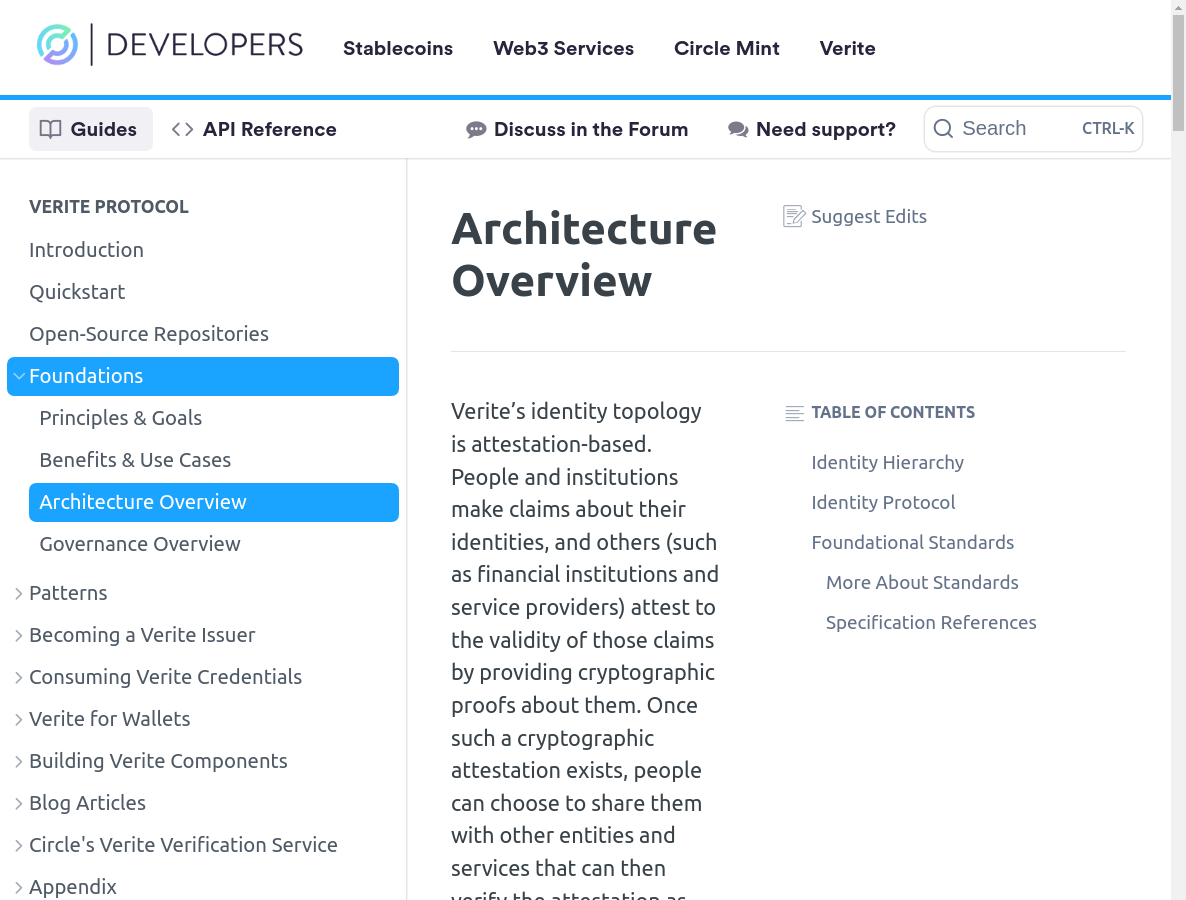 DEVELOPERS
Stablecoins
Web3 Services
Circle Mint
Verite
Guides
API Reference
Discuss in the Forum
Need support?
Search
CTRL-K
VERITE PROTOCOL
Introduction
Quickstart
Open-Source Repositories
Foundations
Principles & Goals
Benefits & Use Cases
Architecture Overview
Governance Overview
Patterns
Becoming a Verite Issuer
Consuming Verite Credentials
Verite for Wallets
Building Verite Components
Blog Articles
Circle's Verite Verification Service
Appendix
Architecture
Overview
Suggest Edits
Verite’s identity topology
is attestation-based.
People and institutions
make claims about their
identities, and others (such
as financial institutions and
service providers) attest to
the validity of those claims
by providing cryptographic
proofs about them. Once
such a cryptographic
attestation exists, people
can choose to share them
with other entities and
services that can then
verify the attestation as
TABLE OF CONTENTS
Identity Hierarchy
Identity Protocol
Foundational Standards
More About Standards
Specification References